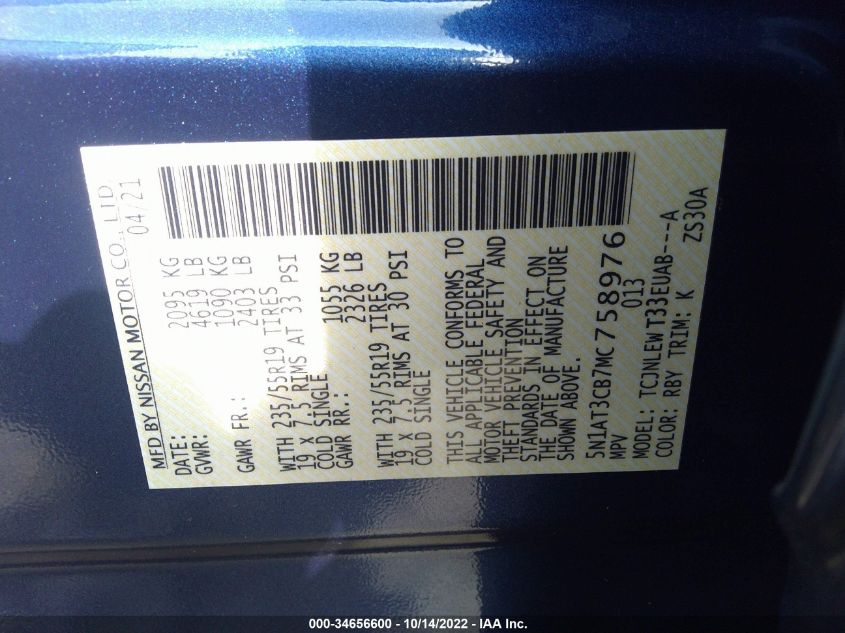 MFD BY NISSAN MOTOR CO., LTD.
DATE: 04/21
GVWR: 2095 KG
4619 LB
GAWR FR.: 1090 KG
2403 LB
WITH 235/55R19 TIRES
19 X 7.5 RIMS AT 33 PSI
COLD SINGLE
GAWR RR.: 1055 KG
2326 LB
WITH 235/55R19 TIRES
19 X 7.5 RIMS AT 30 PSI
COLD SINGLE
THIS VEHICLE CONFORMS TO
ALL APPLICABLE FEDERAL
MOTOR VEHICLE SAFETY AND
THEFT PREVENTION
STANDARDS IN EFFECT ON
THE DATE OF MANUFACTURE
SHOWN ABOVE.
5N1AT3CB7MC758976
MPV 013
MODEL: TCJNLEW T33EUAB----A
COLOR: RBY TRIM: K ZS30A
000-34656600 - 10/14/2022 - IAA Inc.